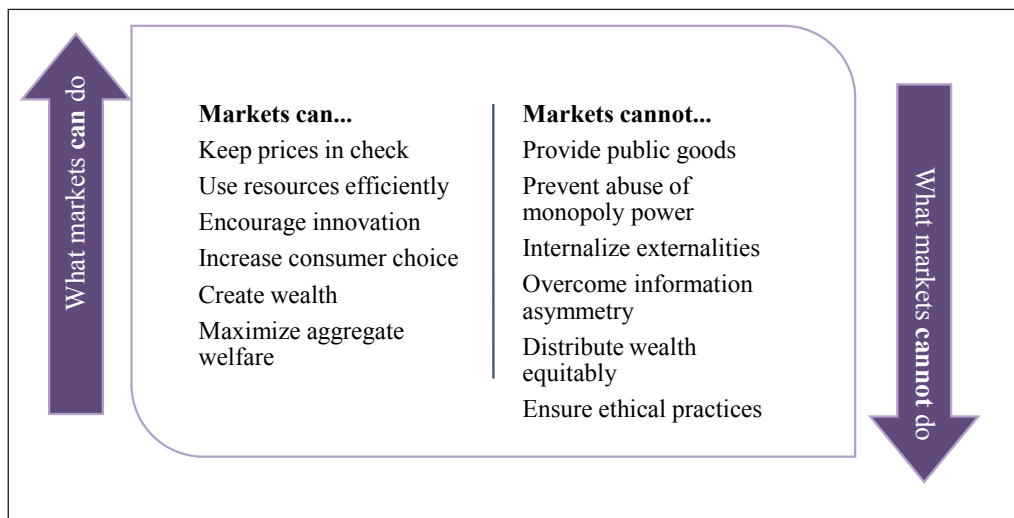 What markets can do
Markets can...
Keep prices in check
Use resources efficiently
Encourage innovation
Increase consumer choice
Create wealth
Maximize aggregate
welfare
Markets cannot...
Provide public goods
Prevent abuse of
monopoly power
Internalize externalities
Overcome information
asymmetry
Distribute wealth
equitably
Ensure ethical practices
What markets cannot do